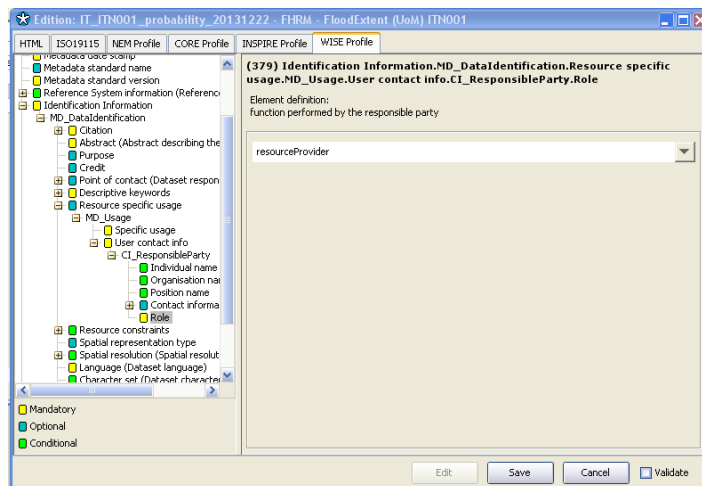 Edition: IT_ITN001_probability_20131222 - FHRM - FloodExtent (UoM) ITN001
HTML ISO19115 NEM Profile CORE Profile INSPIRE Profile WISE Profile
Metadata date stamp
Metadata standard name
Metadata standard version
Reference System information (Referenc
Identification Information
MD_DataIdentification
Citation
Abstract (Abstract describing the
Purpose
Credit
Point of contact (Dataset respon
Descriptive keywords
Resource specific usage
MD_Usage
Specific usage
User contact info
CI_ResponsibleParty
Individual name
Organisation nam
Position name
Contact informa
Role
Resource constraints
Spatial representation type
Spatial resolution (Spatial resolut
Language (Dataset language)
Character set (Dataset character
Mandatory
Optional
Conditional
(379) Identification Information.MD_DataIdentification.Resource specific
usage.MD_Usage.User contact info.CI_ResponsibleParty.Role
Element definition:
function performed by the responsible party
resourceProvider
Edit Save Cancel Validate